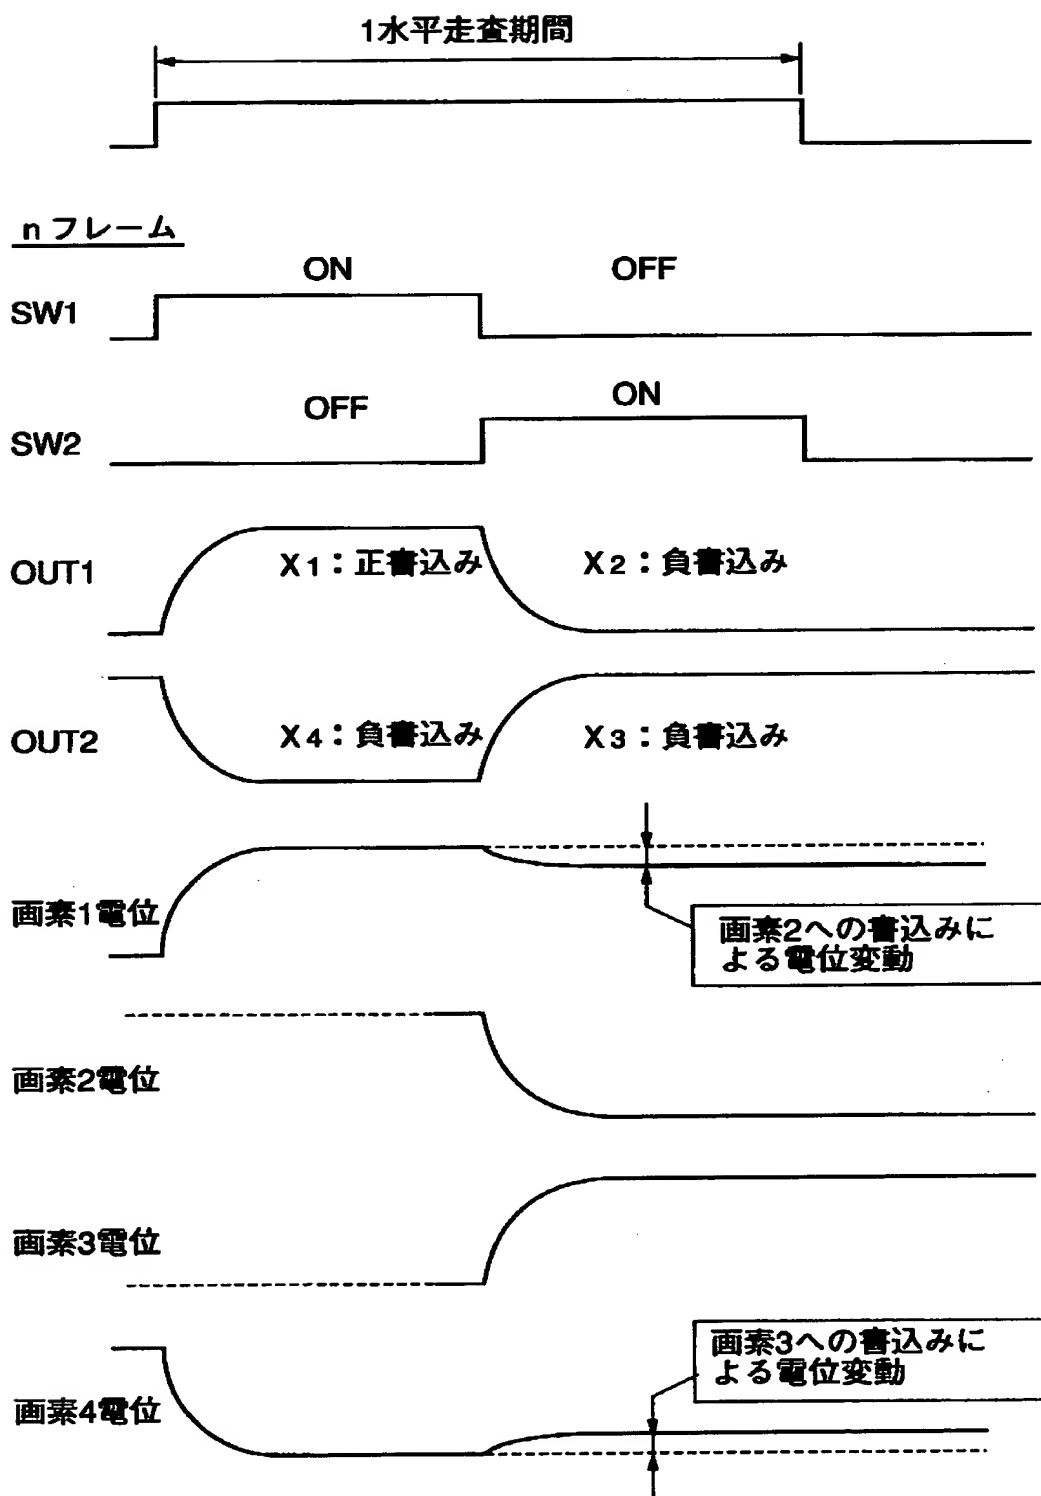 1水平走査期間
nフレーム
ON
OFF
SW1
OFF
ON
SW2
OUT1
X1:正書込み
X2:負書込み
OUT2
X4:負書込み
X3:負書込み
画素1電位
画素2への書込みに
よる電位変動
画素2電位
画素3電位
画素3への書込みに
よる電位変動
画素4電位